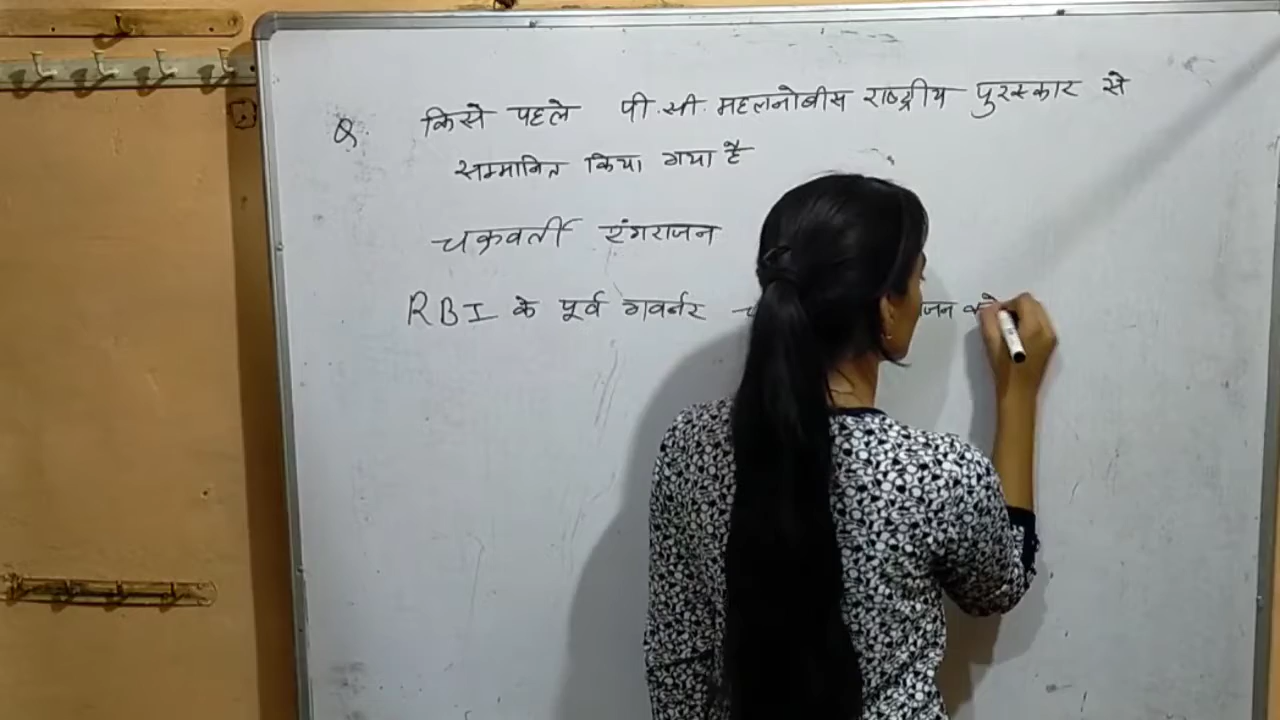 Q किसे पहले पी.सी. महलनोबीस राष्ट्रीय पुरस्कार से
सम्मानित किया गया है
चक्रवर्ती रंगराजन
RBI के पूर्व गवर्नर